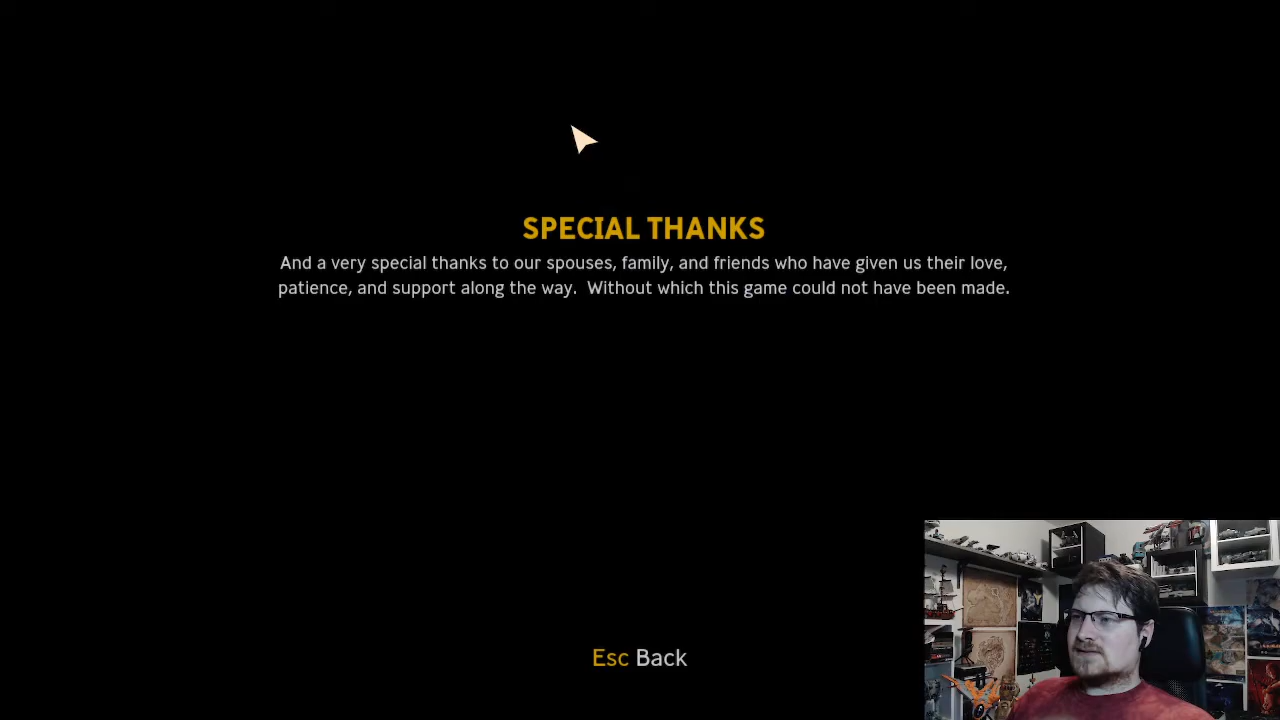 SPECIAL THANKS
And a very special thanks to our spouses, family, and friends who have given us their love,
patience, and support along the way.  Without which this game could not have been made.
Esc Back